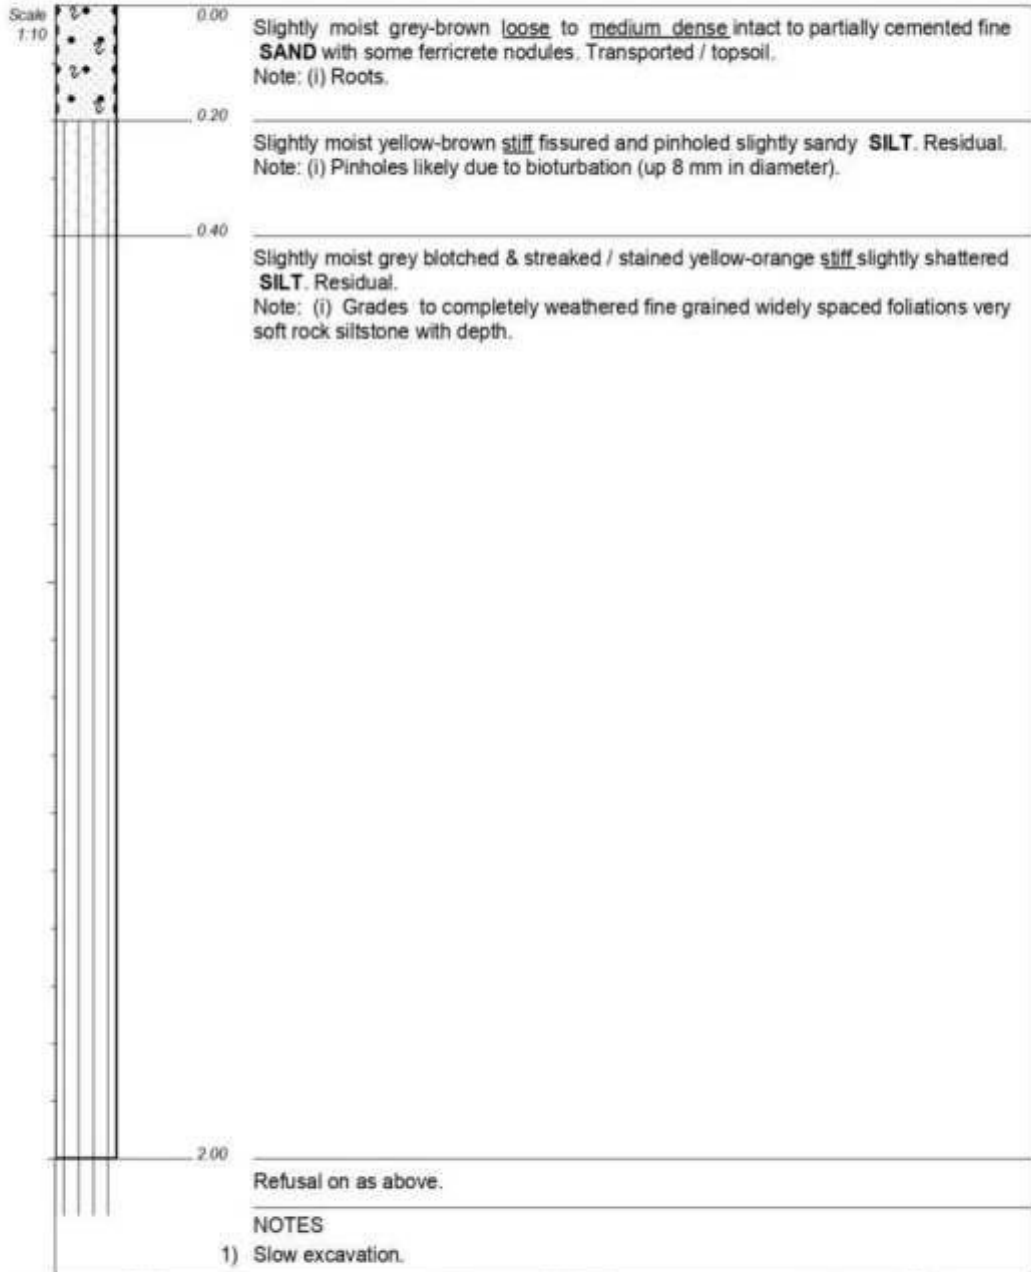 Scale
1:10
0.00
Slightly moist grey-brown loose to medium dense intact to partially cemented fine
SAND with some ferricrete nodules. Transported / topsoil.
Note: (i) Roots.
0.20
Slightly moist yellow-brown stiff fissured and pinholed slightly sandy SILT. Residual.
Note: (i) Pinholes likely due to bioturbation (up 8 mm in diameter).
0.40
Slightly moist grey blotched & streaked / stained yellow-orange stiff slightly shattered
SILT. Residual.
Note: (i) Grades to completely weathered fine grained widely spaced foliations very
soft rock siltstone with depth.
2.00
Refusal on as above.
NOTES
1) Slow excavation.